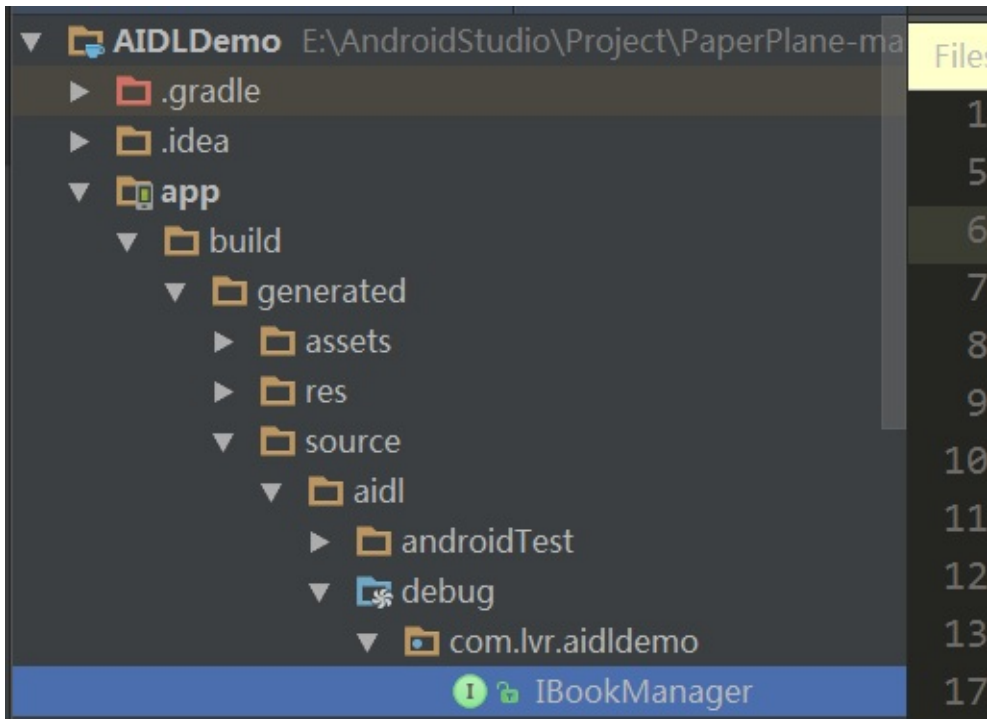 AIDLDemo E:\AndroidStudio\Project\PaperPlane-ma
Files
.gradle
.idea
app
build
generated
assets
res
source
aidl
androidTest
debug
com.lvr.aidldemo
I IBookManager
1
5
6
7
8
9
10
11
12
13
17